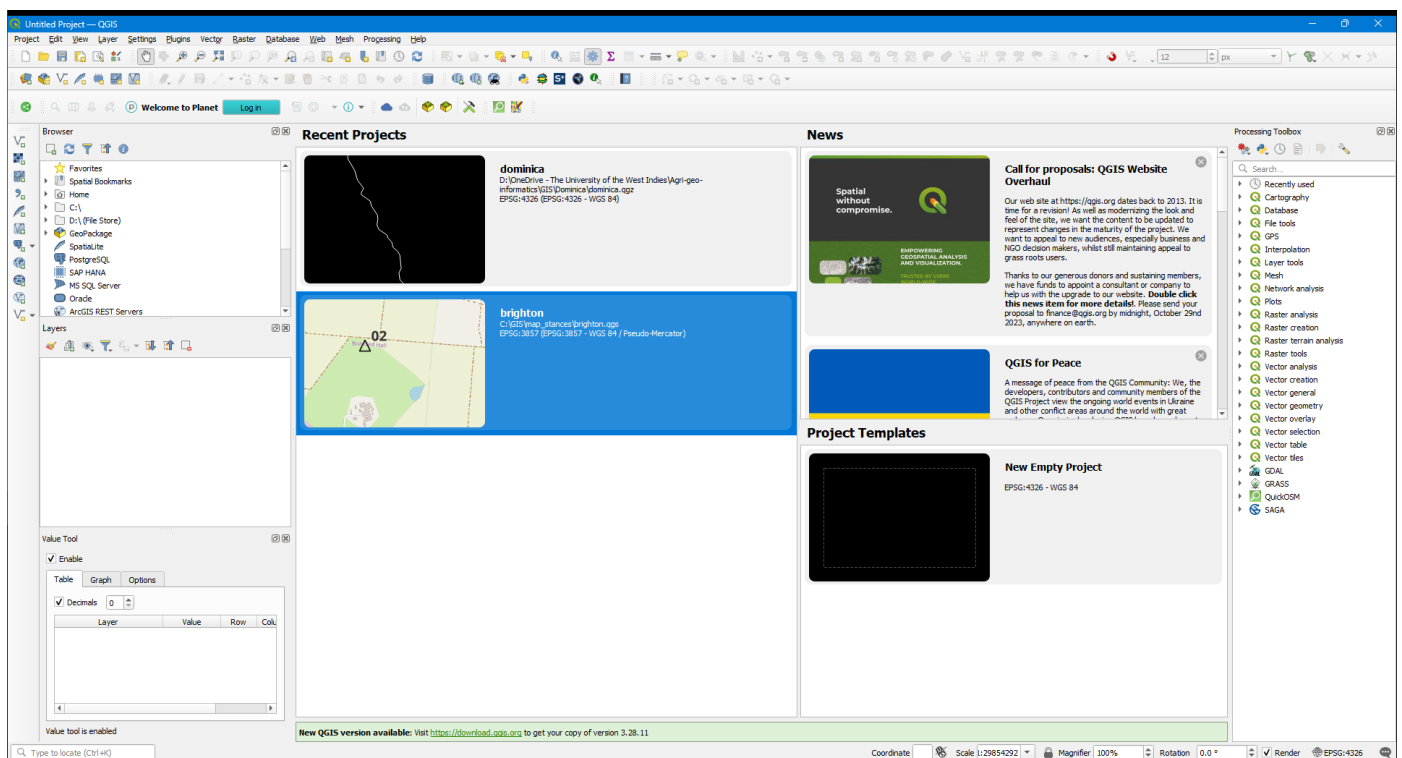 Untitled Project — QGIS
Project Edit View Layer Settings Plugins Vector Raster Database Web Mesh Processing Help
12 px
Welcome to Planet Log in
Browser
Favorites
Spatial Bookmarks
Home
C:\
D:\ (File Store)
GeoPackage
SpatiaLite
PostgreSQL
SAP HANA
MS SQL Server
Oracle
ArcGIS REST Servers
Layers
Value Tool
Enable
Table Graph Options
Decimals 0
Layer Value Row Colu
Value tool is enabled
Recent Projects
dominica
D:\OneDrive - The University of the West Indies\Agri-geo-
informatics\GIS\Dominica\dominica.qgz
EPSG:4326 (EPSG:4326 - WGS 84)
02
brighton
C:\GIS\map_stances\brighton.qgs
EPSG:3857 (EPSG:3857 - WGS 84 / Pseudo-Mercator)
New QGIS version available: Visit https://download.qgis.org to get your copy of version 3.28.11
News
Spatial
without
compromise.
EMPOWERING
GEOSPATIAL ANALYSIS
AND VISUALIZATION.
TRUSTED BY USERS
Call for proposals: QGIS Website
Overhaul
Our web site at https://qgis.org dates back to 2013. It is
time for a revision! As well as modernizing the look and
feel of the site, we want the content to be updated to
represent changes in the maturity of the project. We
want to appeal to new audiences, especially business and
NGO decision makers, whilst still maintaining appeal to
grass roots users.
Thanks to our generous donors and sustaining members,
we have funds to appoint a consultant or company to
help us with the upgrade to our website. Double click
this news item for more details!. Please send your
proposal to finance@qgis.org by midnight, October 29nd
2023, anywhere on earth.
QGIS for Peace
A message of peace from the QGIS Community: We, the
developers, contributors and community members of the
QGIS Project view the ongoing world events in Ukraine
and other conflict areas around the world with great
Project Templates
New Empty Project
EPSG:4326 - WGS 84
Processing Toolbox
Search...
Recently used
Cartography
Database
File tools
GPS
Interpolation
Layer tools
Mesh
Network analysis
Plots
Raster analysis
Raster creation
Raster terrain analysis
Raster tools
Vector analysis
Vector creation
Vector general
Vector geometry
Vector overlay
Vector selection
Vector table
Vector tiles
GDAL
GRASS
QuickOSM
SAGA
Type to locate (Ctrl+K) Coordinate Scale 1:29854292 Magnifier 100% Rotation 0.0 ° Render EPSG:4326